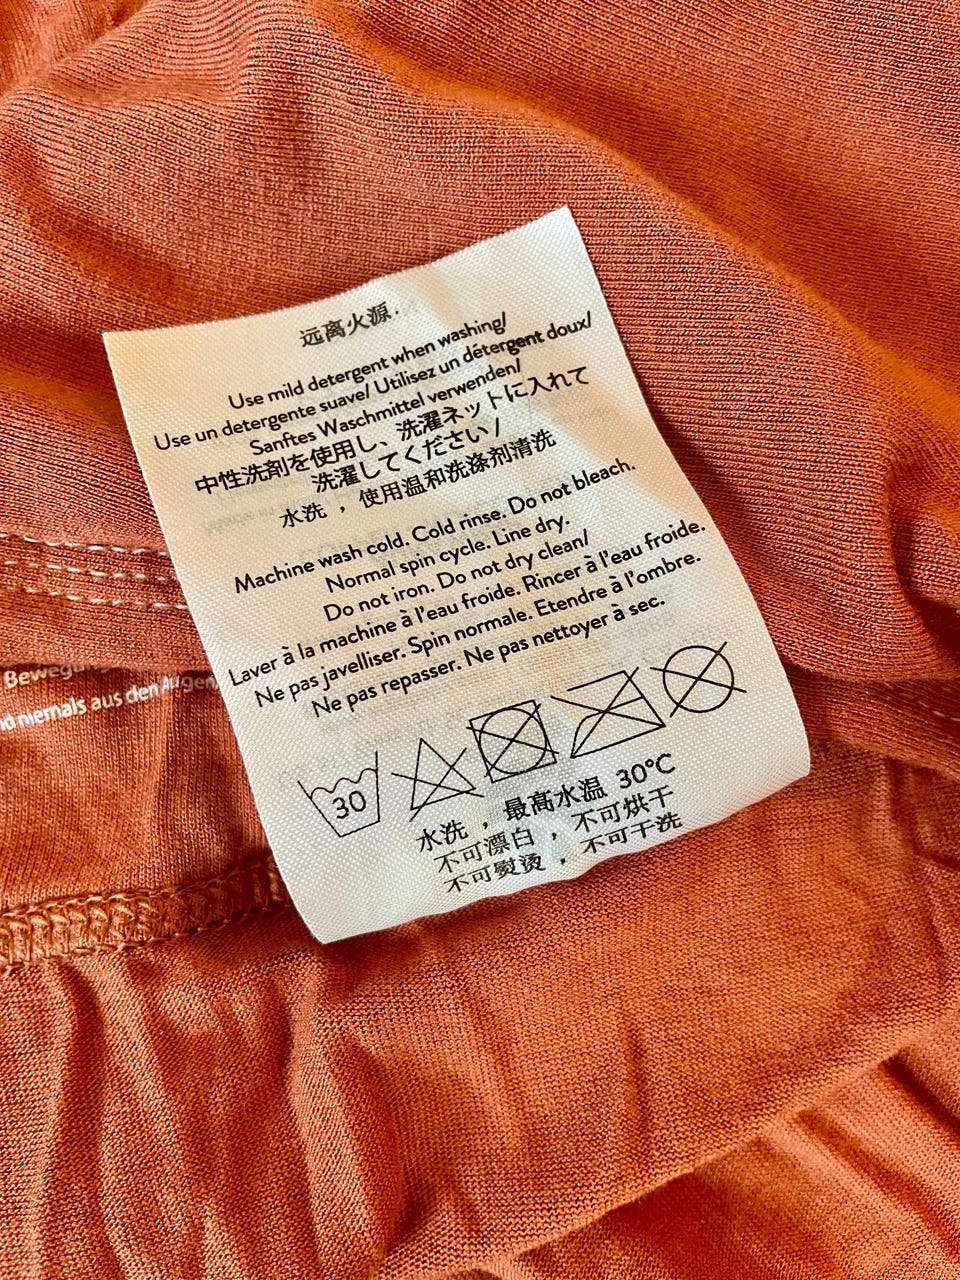 远离火源.
Use mild detergent when washing/
Use un detergente suave/ Utilisez un détergent doux/
Sanftes Waschmittel verwenden/
中性洗剤を使用し、洗濯ネットに入れて
洗濯してください /
水洗 , 使用温和洗涤剂清洗
Machine wash cold. Cold rinse. Do not bleach.
Normal spin cycle. Line dry.
Do not iron. Do not dry clean/
Laver à la machine à l'eau froide. Rincer à l'eau froide.
Ne pas javelliser. Spin normale. Etendre à l'ombre.
Ne pas repasser. Ne pas nettoyer à sec.
30
水洗 , 最高水温 30°C
不可漂白 , 不可烘干
不可熨烫 , 不可干洗
niemals aus den Augen